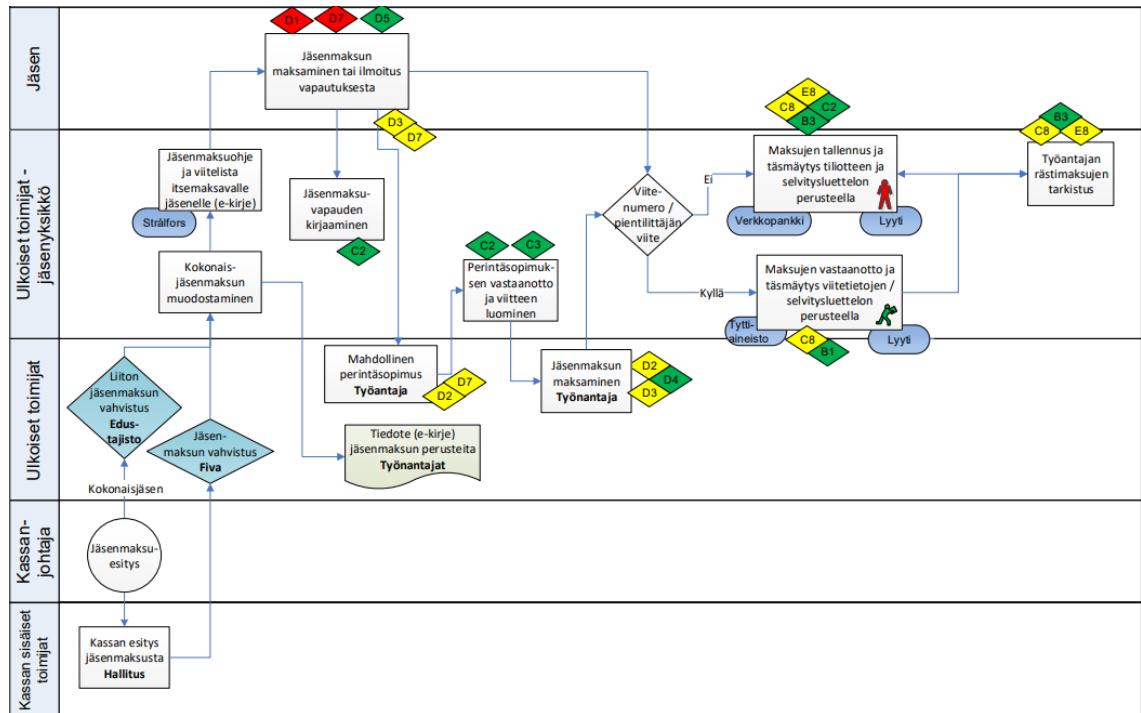 Jäsen
D1
D7
D5
Jäsenmaksun
maksaminen tai ilmoitus
vapautuksesta
D3
D7
E8
C8
C2
B3
B3
C8
E8
Ulkoiset toimijat -
jäsenyksikkö
Jäsenmaksuohje
ja viitelista
itsemaksavalle
jäsenelle (e-kirje)
Strålfors
Jäsenmaksu-
vapauden
kirjaaminen
C2
Kokonais-
jäsenmaksun
muodostaminen
C2
C3
Perintäsopimuk-
sen vastaanotto
ja viitteen
luominen
Viite-
numero /
pientilittäjän
viite
Ei
Kyllä
Maksujen tallennus ja
täsmäytys tiliotteen ja
selvitysluettelon
perusteella
Verkkopankki
Lyyti
Työantajan
rästimaksujen
tarkistus
Maksujen vastaanotto ja
täsmäytys viitetietojen /
selvitysluettelon
perusteella
Tytti-
aineisto
Lyyti
C8
B1
Ulkoiset toimijat
Liiton
jäsenmaksun
vahvistus
Edus-
tajisto
Jäsen-
maksun vahvistus
Fiva
Mahdollinen
perintäsopimus
Työantaja
D7
D2
Jäsenmaksun
maksaminen
Työnantaja
D2
D4
D3
Tiedote (e-kirje)
jäsenmaksun perusteita
Työnantajat
Kokonaisjäsen
Kassan-
johtaja
Jäsenmaksu-
esitys
Kassan sisäiset
toimijat
Kassan esitys
jäsenmaksusta
Hallitus